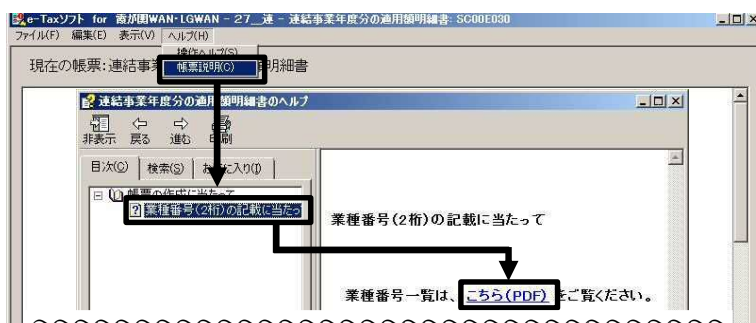 e-Taxソフト for 霞が関WAN・LGWAN - 27__連 - 連結事業年度分の適用額明細書: SC00E030
ファイル(F) 編集(E) 表示(V) ヘルプ(H)
操作ヘルプ(S)
帳票説明(C)
現在の帳票:連結事業 明細書
連結事業年度分の適用額明細書のヘルプ
非表示 戻る 進む 印刷
目次(C) 検索(S) お気に入り(I)
帳票の作成に当たって
業種番号(2桁)の記載に当たっ
業種番号(2桁)の記載に当たって
業種番号一覧は、こちら(PDF)をご覧ください。